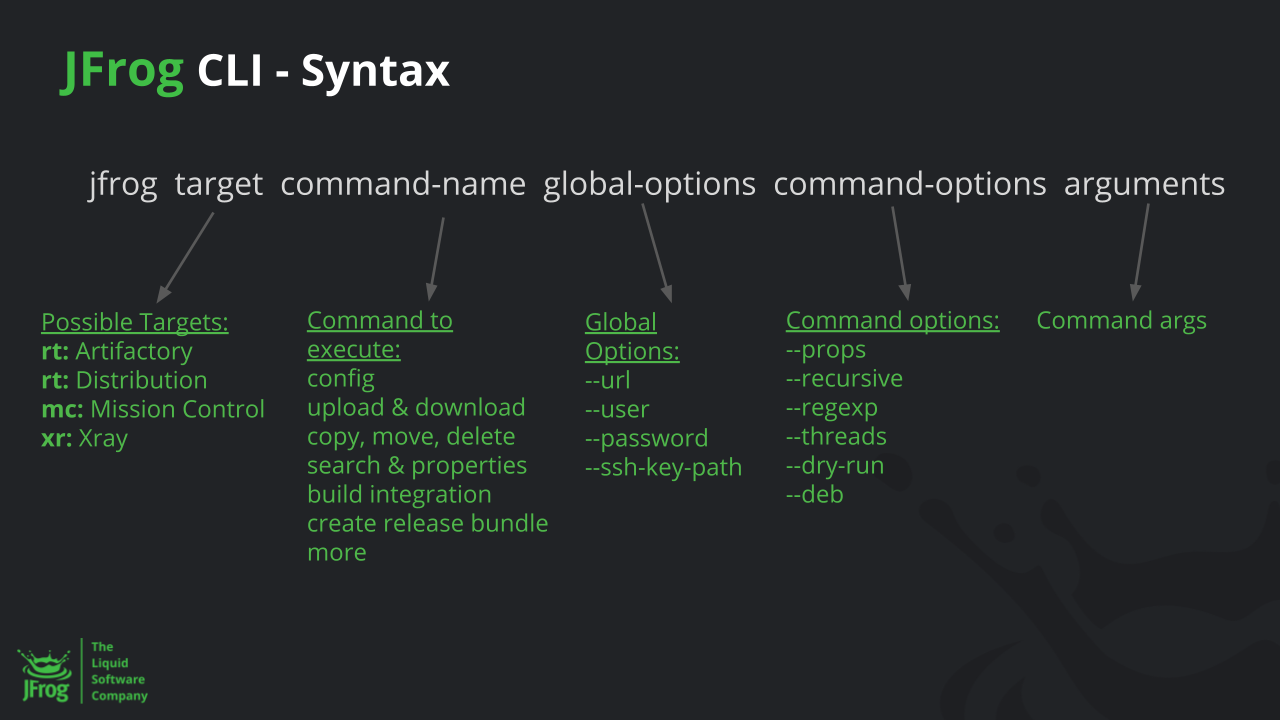 JFrog CLI - Syntax
jfrog target command-name global-options command-options arguments
Possible Targets:
rt: Artifactory
rt: Distribution
mc: Mission Control
xr: Xray
Command to
execute:
config
upload & download
copy, move, delete
search & properties
build integration
create release bundle
more
Global
Options:
--url
--user
--password
--ssh-key-path
Command options:
--props
--recursive
--regexp
--threads
--dry-run
--deb
Command args
JFrog
The
Liquid
Software
Company